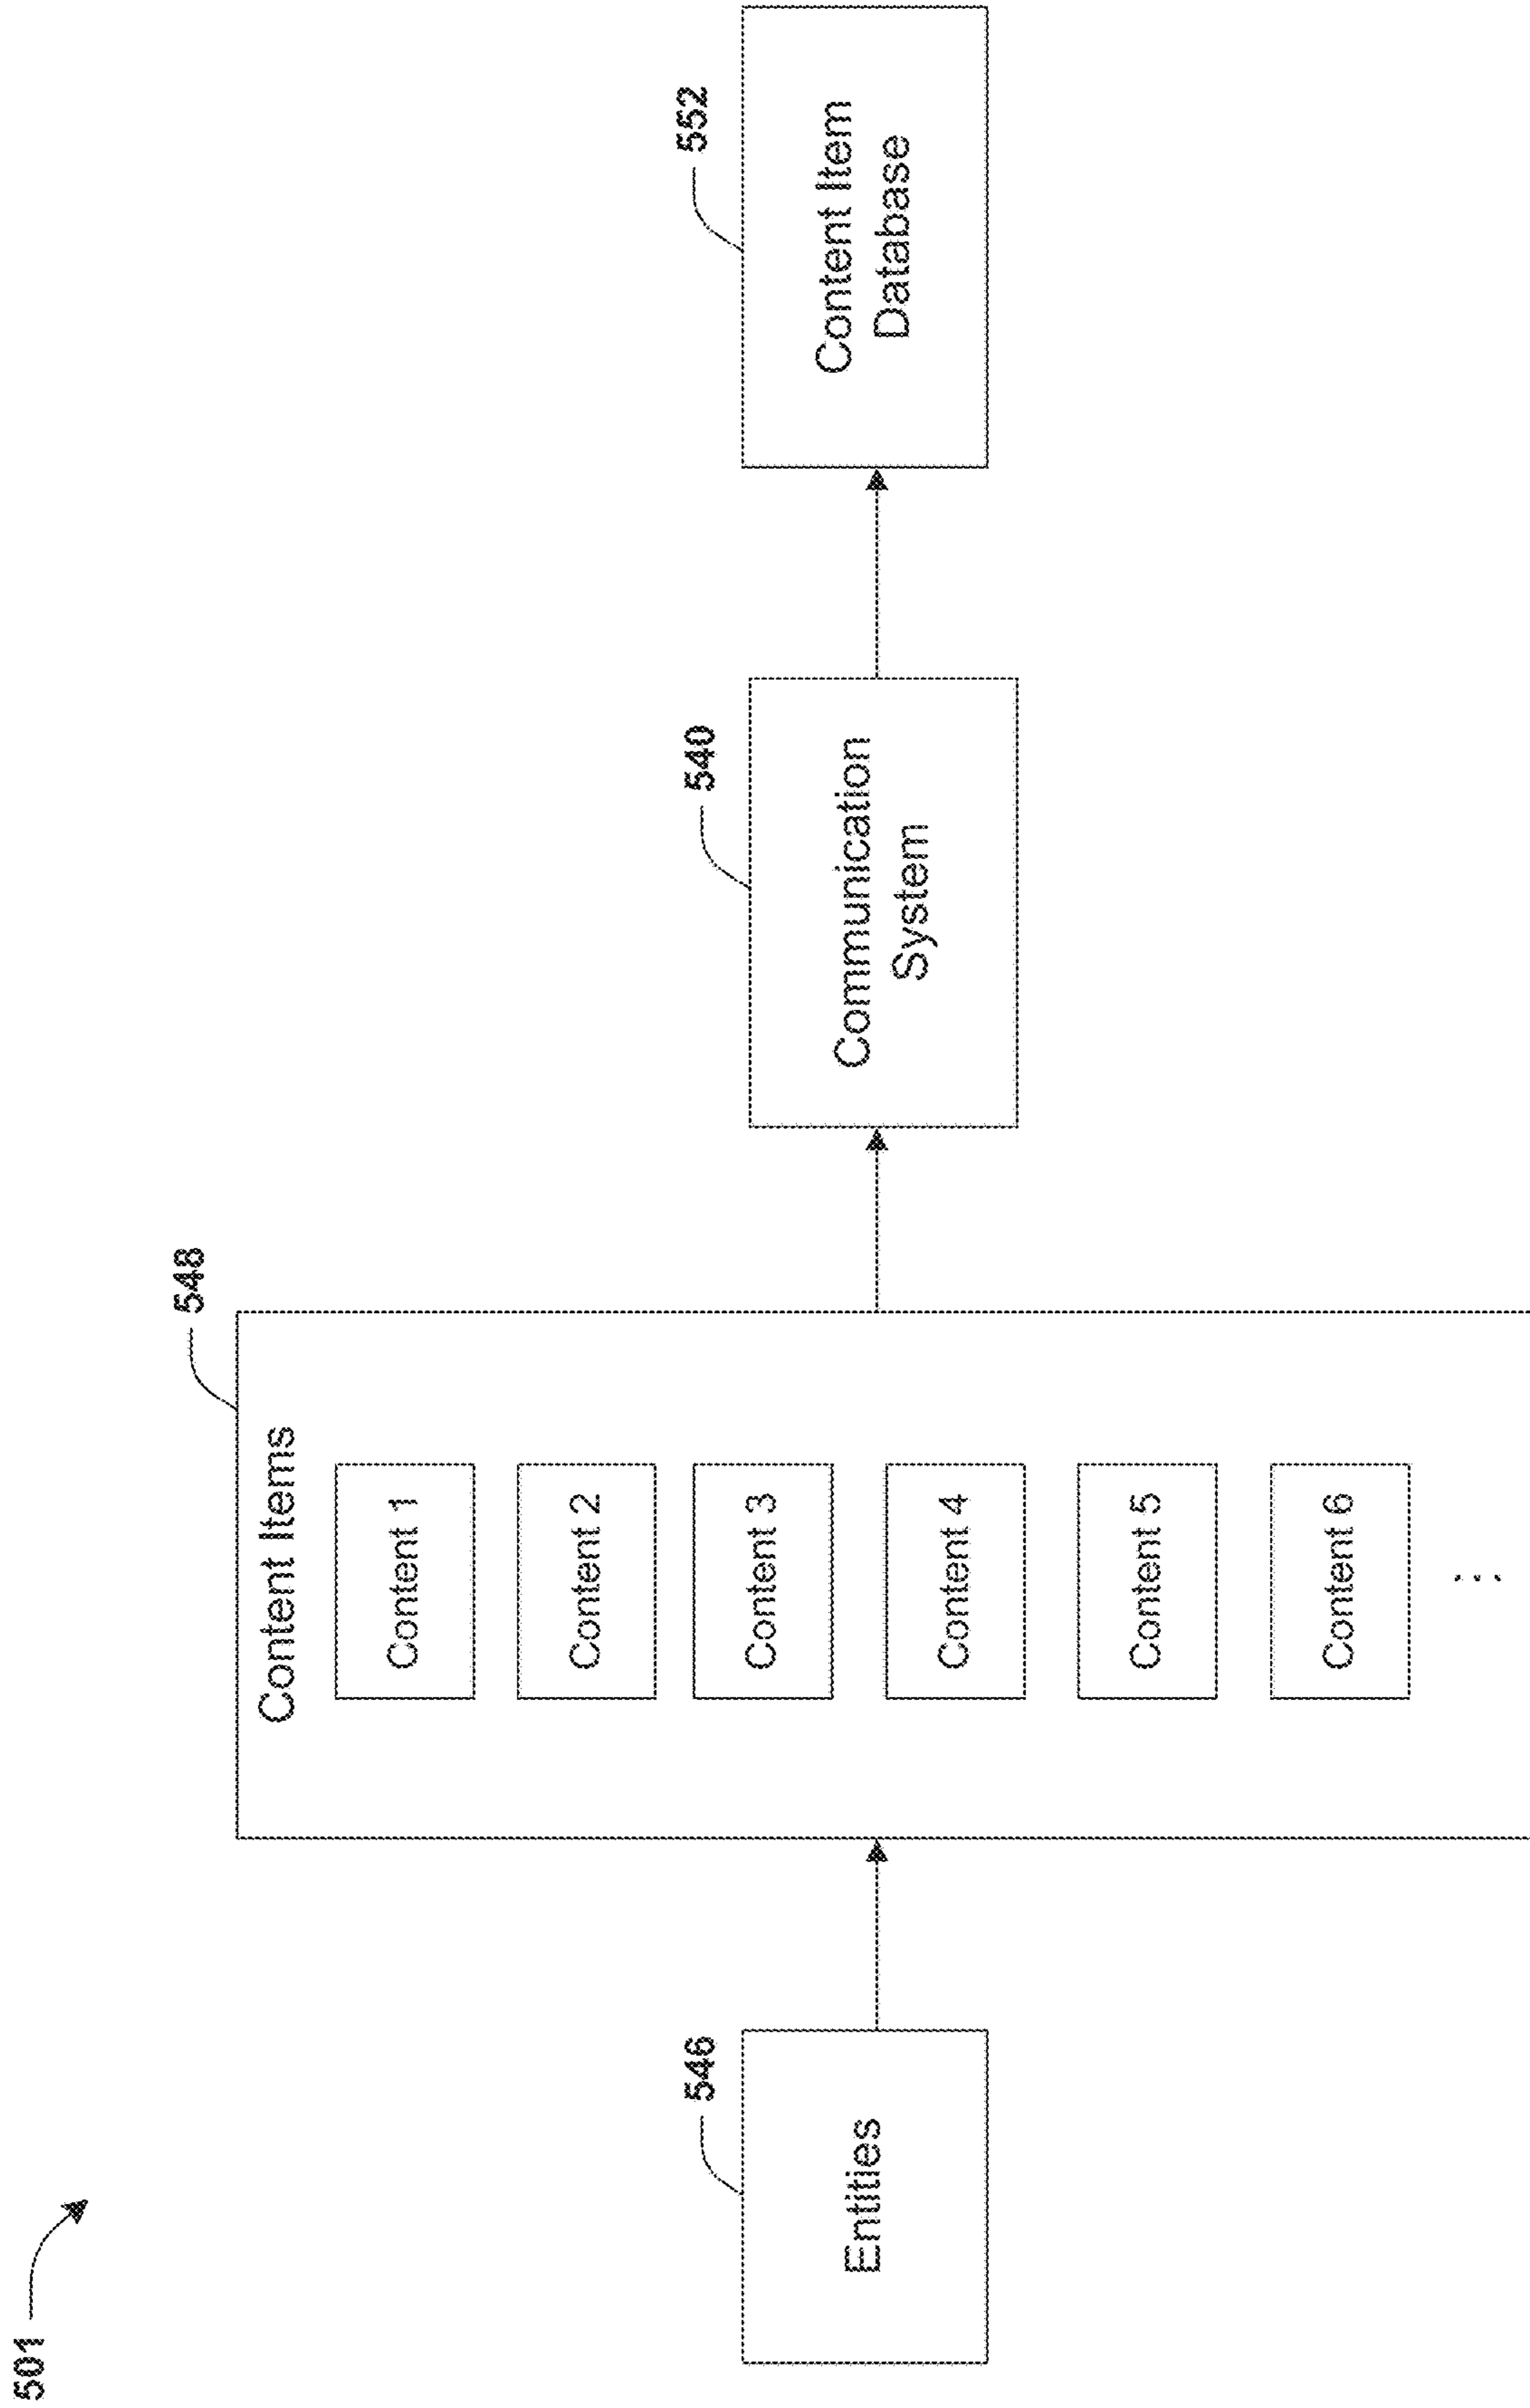 501
546
Entities
548
Content Items
Content 1
Content 2
Content 3
Content 4
Content 5
Content 6
...
540
Communication
System
552
Content Item
Database